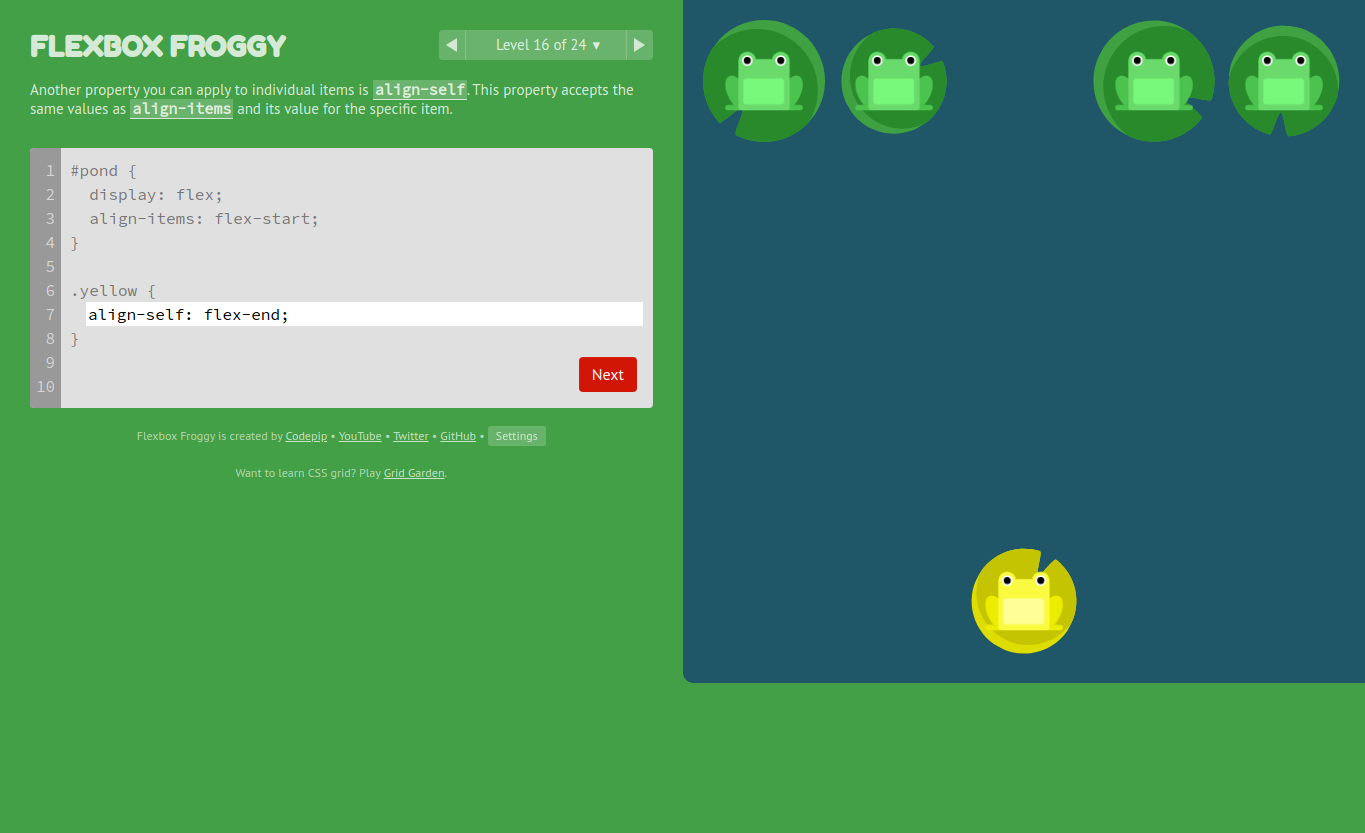 FLEXBOX FROGGY
Level 16 of 24 ▼
Another property you can apply to individual items is align-self. This property accepts the
same values as align-items and its value for the specific item.
1 #pond {
2   display: flex;
3   align-items: flex-start;
4 }
5
6 .yellow {
7   align-self: flex-end;
8 }
9
10
Next
Flexbox Froggy is created by Codepip • YouTube • Twitter • GitHub • Settings
Want to learn CSS grid? Play Grid Garden.